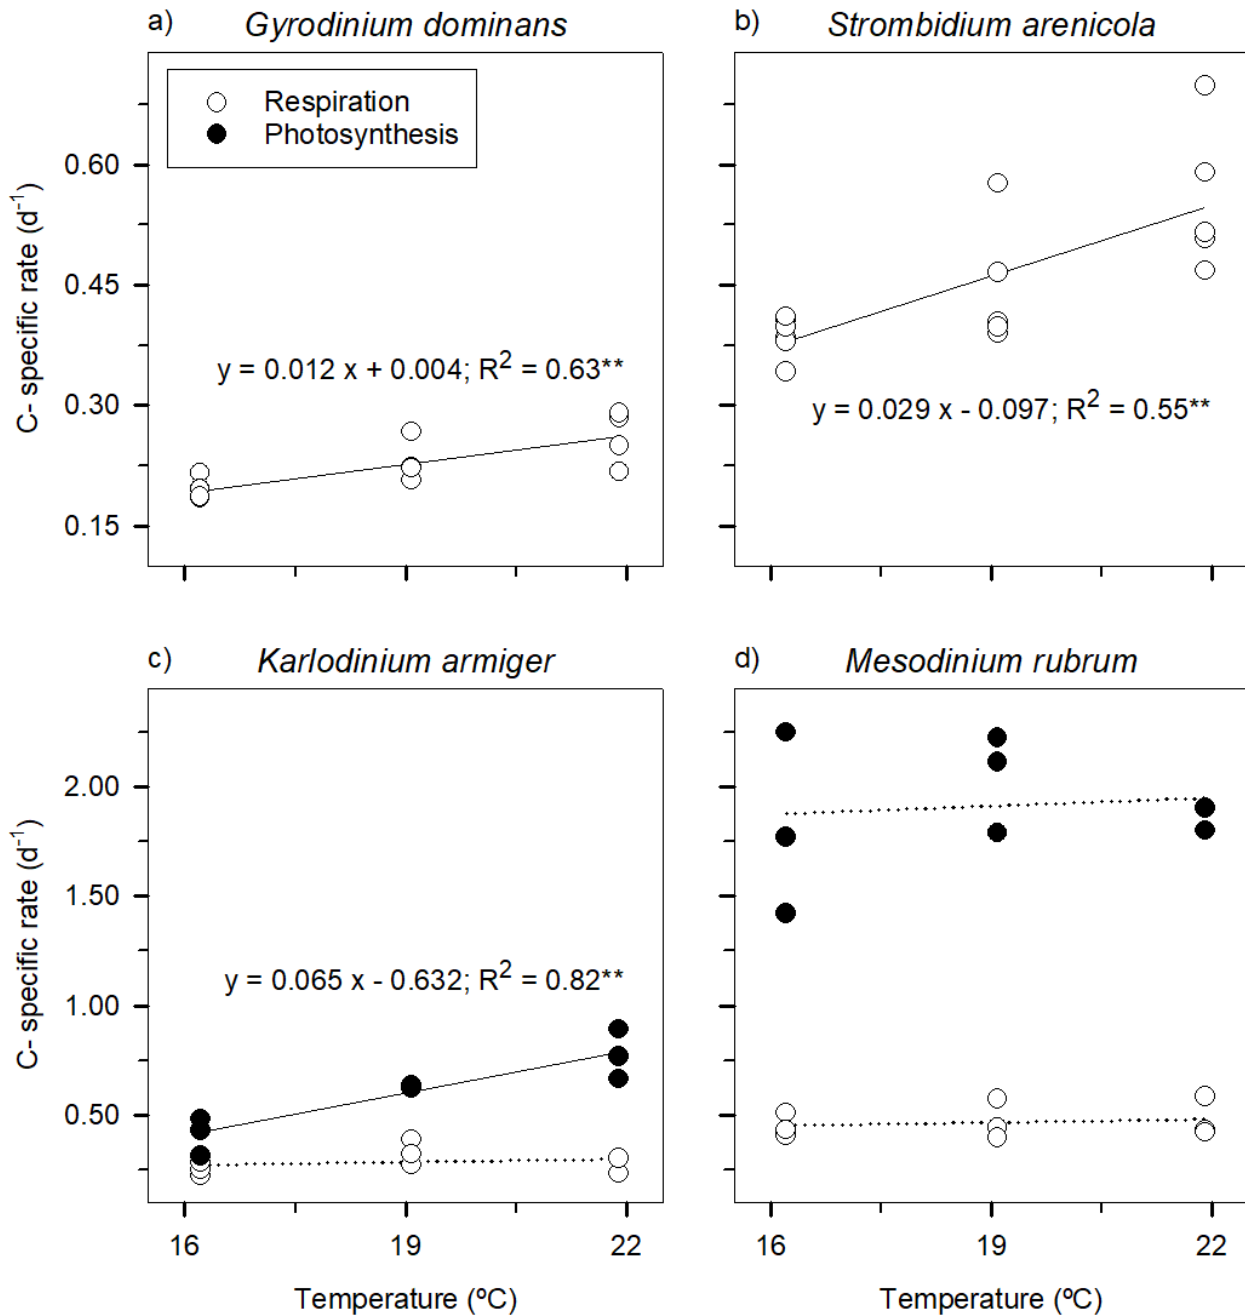 a) Gyrodinium dominans
b) Strombidium arenicola
Respiration
Photosynthesis
0.60
0.45
0.30
0.15
C- specific rate (d⁻¹)
y = 0.012 x + 0.004; R² = 0.63**
y = 0.029 x - 0.097; R² = 0.55**
c) Karlodinium armiger
d) Mesodinium rubrum
2.00
1.50
1.00
0.50
C- specific rate (d⁻¹)
y = 0.065 x - 0.632; R² = 0.82**
16 19 22
16 19 22
Temperature (ºC)
Temperature (ºC)